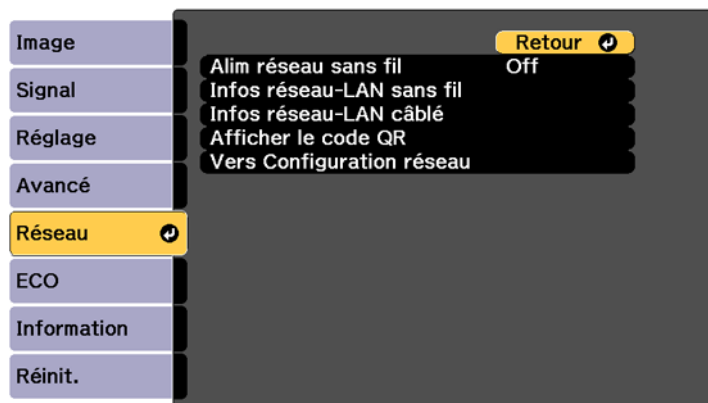 Image
Signal
Réglage
Avancé
Réseau
ECO
Information
Réinit.
Retour
Alim réseau sans fil Off
Infos réseau-LAN sans fil
Infos réseau-LAN câblé
Afficher le code QR
Vers Configuration réseau